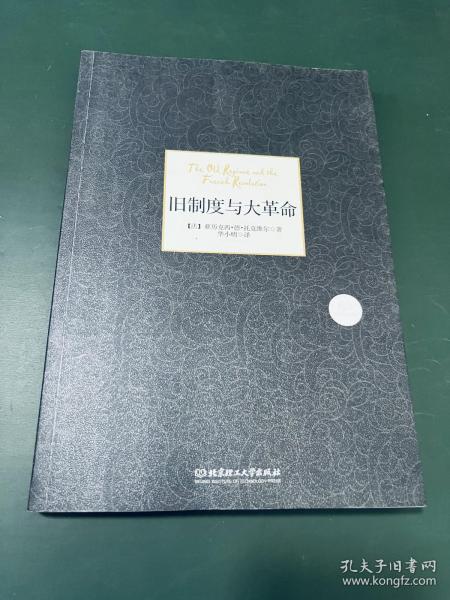 The Old Regime and the
French Revolution
旧制度与大革命
【法】亚历克西•德•托克维尔◎著
华小明◎译
北京理工大学出版社
BEIJING INSTITUTE OF TECHNOLOGY PRESS
孔夫子旧书网
www.kongfz.com